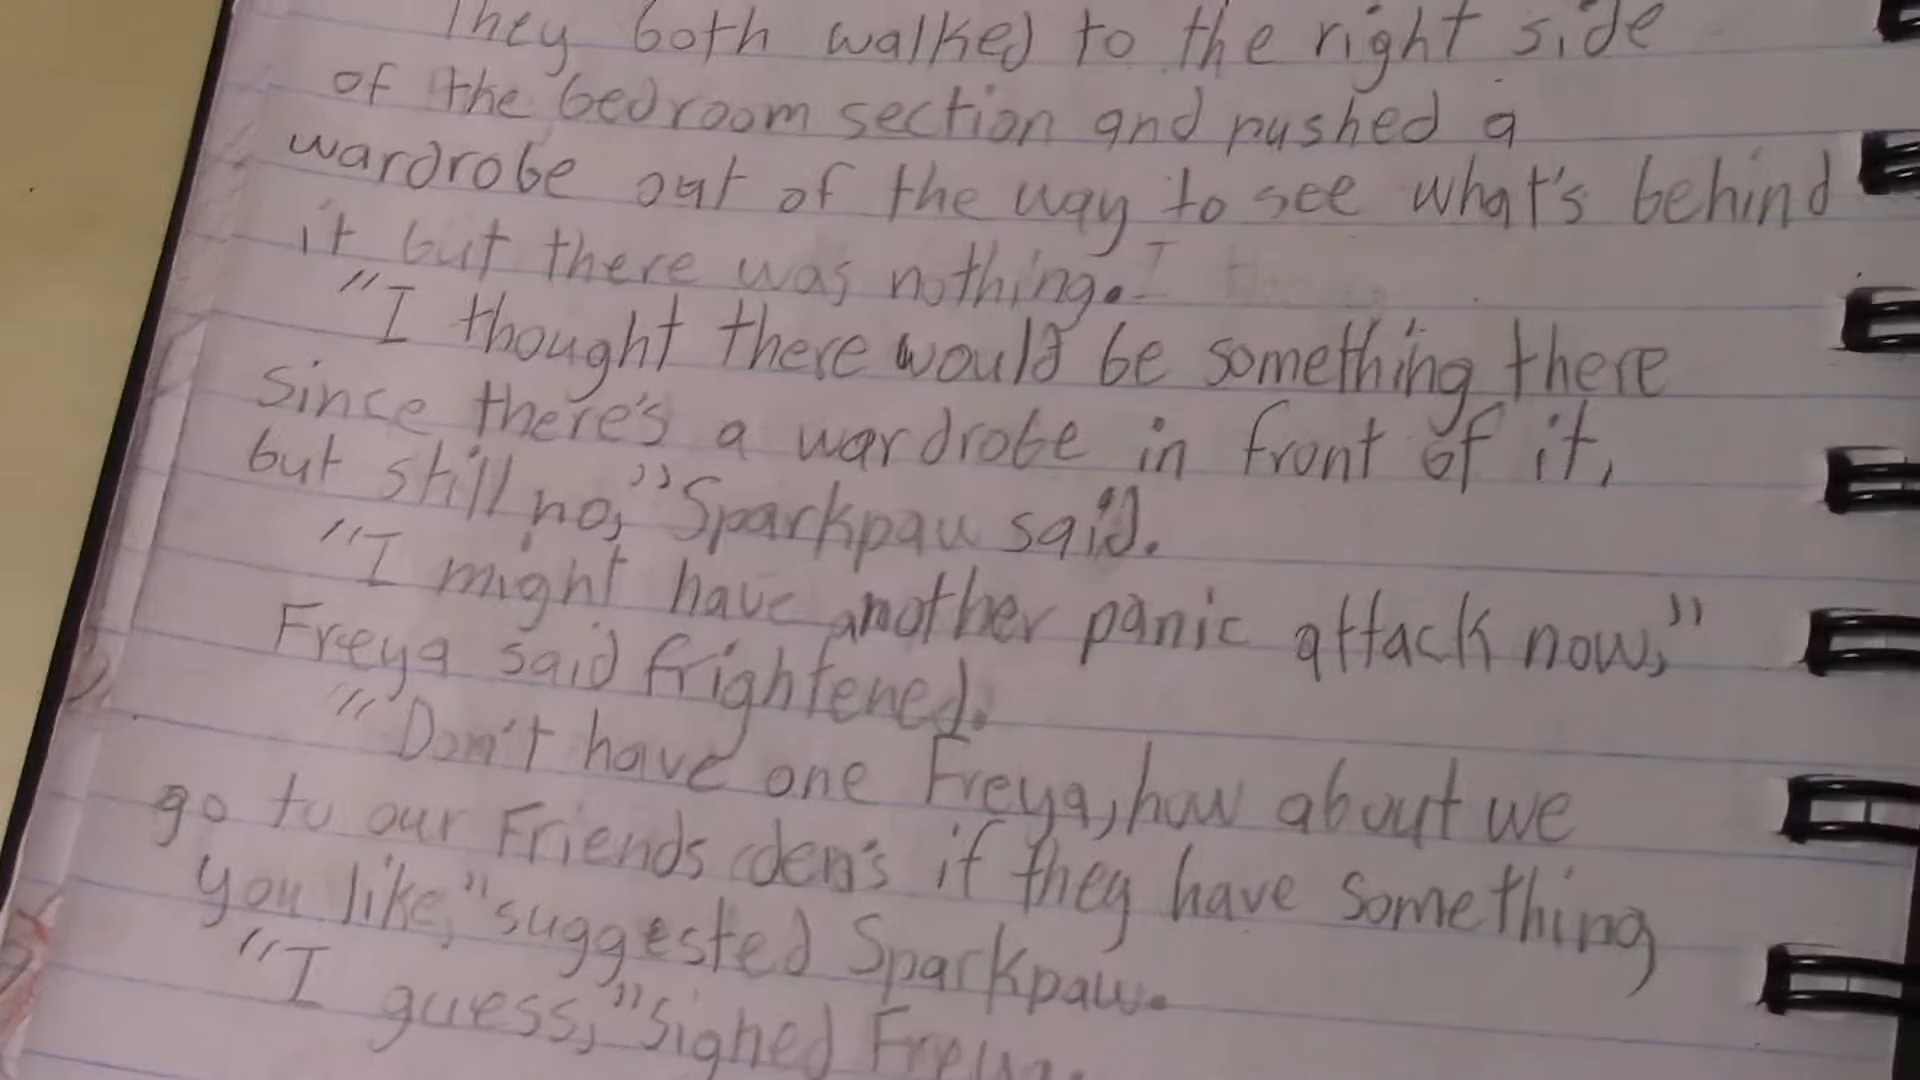 They both walked to the right side
of the bedroom section and pushed a
wardrobe out of the way to see what's behind
it but there was nothing. I
"I thought there would be something there
since there's a wardrobe in front of it,
but still no," Sparkpaw said.
"I might have another panic attack now,"
Freya said frightened.
"Don't have one Freya, how about we
go to our Friends den's if they have something
you like," suggested Sparkpaw.
"I guess," sighed Freya.